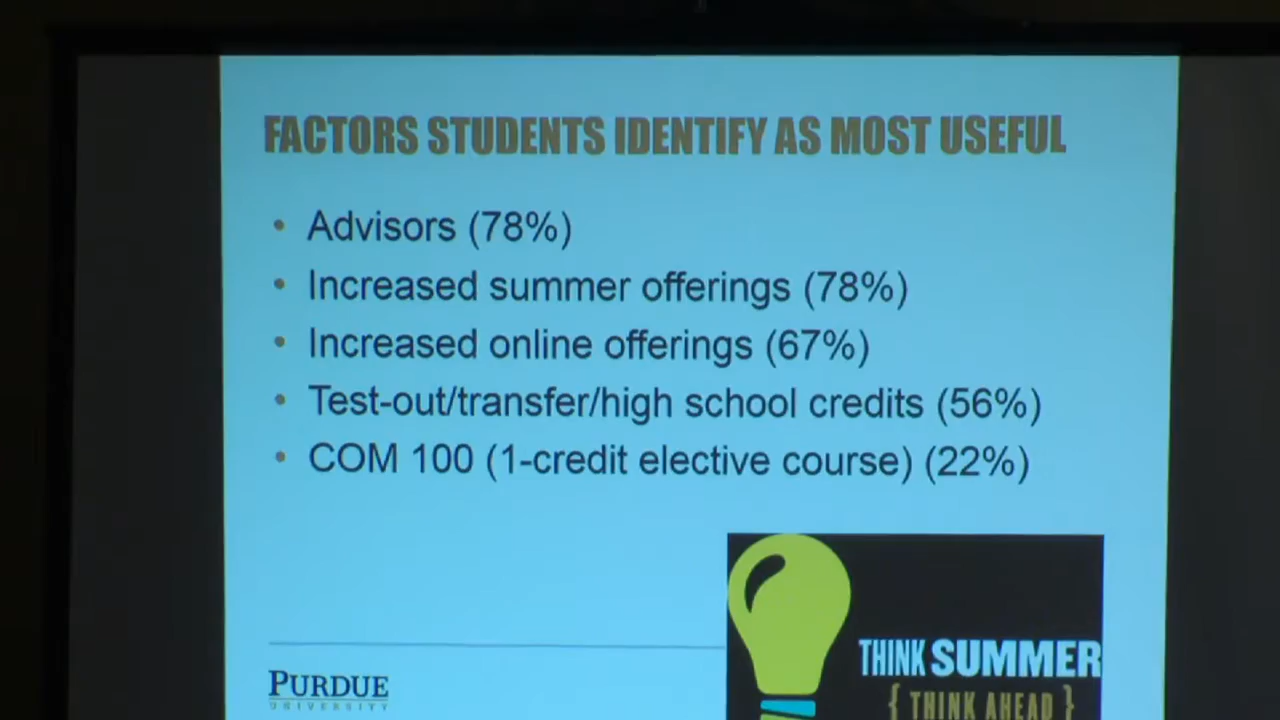 FACTORS STUDENTS IDENTIFY AS MOST USEFUL
• Advisors (78%)
• Increased summer offerings (78%)
• Increased online offerings (67%)
• Test-out/transfer/high school credits (56%)
• COM 100 (1-credit elective course) (22%)
THINK SUMMER
{ THINK AHEAD }
PURDUE
UNIVERSITY